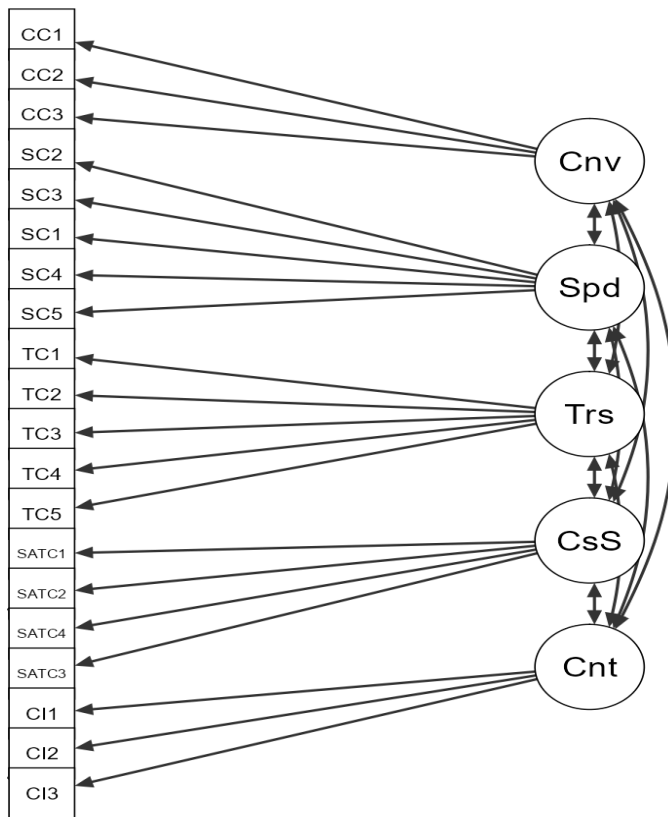 CC1
CC2
CC3
SC2
SC3
SC1
SC4
SC5
TC1
TC2
TC3
TC4
TC5
SATC1
SATC2
SATC4
SATC3
CI1
CI2
CI3
Cnv
Spd
Trs
CsS
Cnt